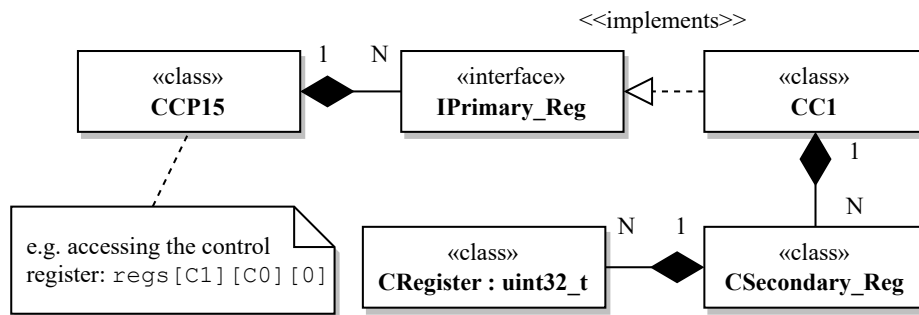 <<implements>>
«class»
CCP15
1
N
«interface»
IPrimary_Reg
«class»
CC1
1
N
e.g. accessing the control
register: regs[C1][C0][0]
«class»
CRegister : uint32_t
N
1
«class»
CSecondary_Reg